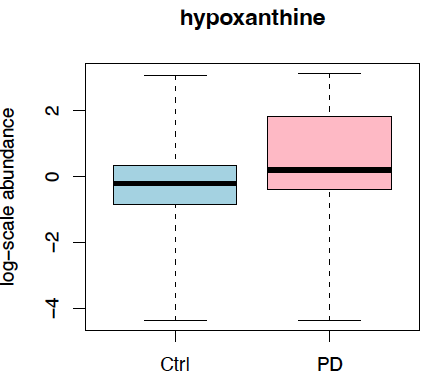 hypoxanthine
log−scale abundance
2
0
−2
−4
Ctrl
PD